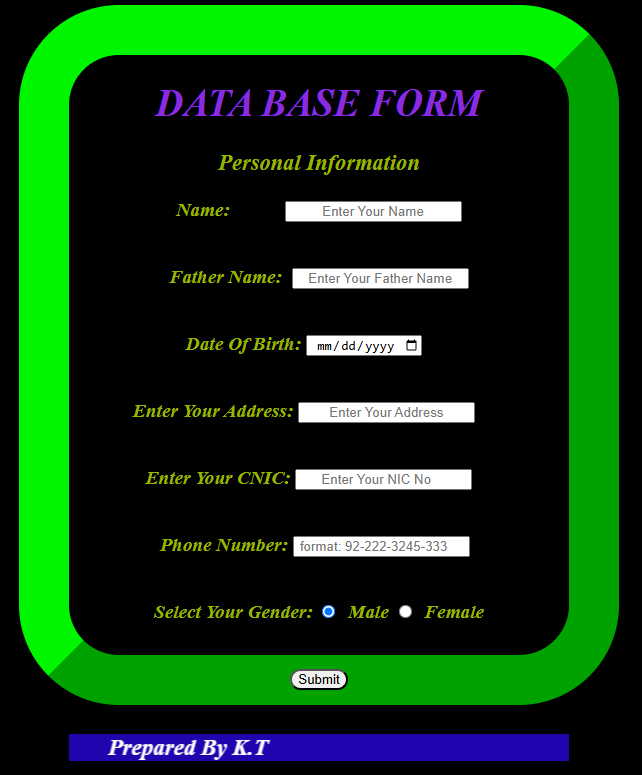 DATA BASE FORM
Personal Information
Name: Enter Your Name
Father Name: Enter Your Father Name
Date Of Birth: mm/dd/yyyy
Enter Your Address: Enter Your Address
Enter Your CNIC: Enter Your NIC No
Phone Number: format: 92-222-3245-333
Select Your Gender: Male Female
Submit
Prepared By K.T